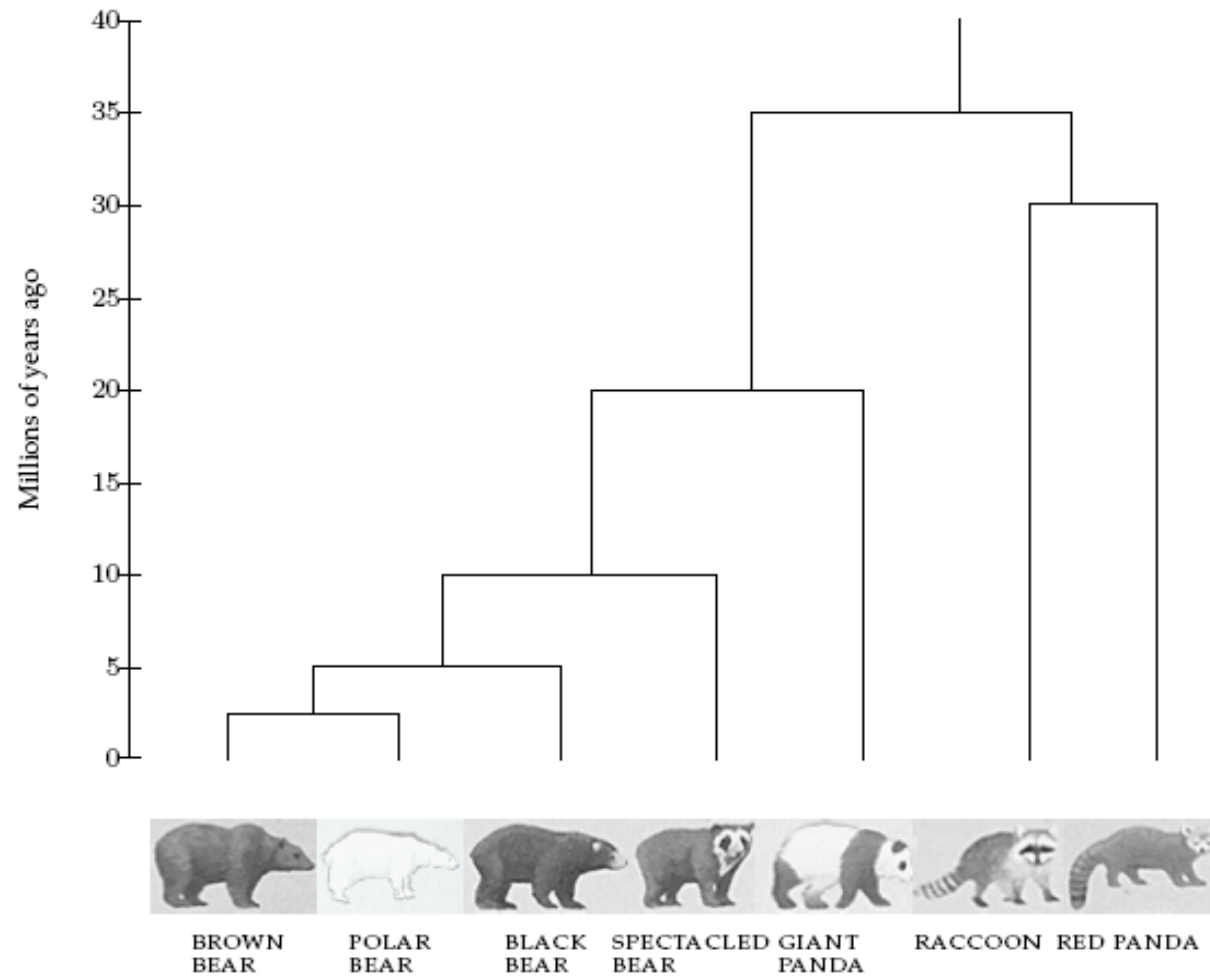 40
35
30
25
20
15
10
5
0
Millions of years ago
BROWN BEAR
POLAR BEAR
BLACK BEAR
SPECTACLED BEAR
GIANT PANDA
RACCOON
RED PANDA